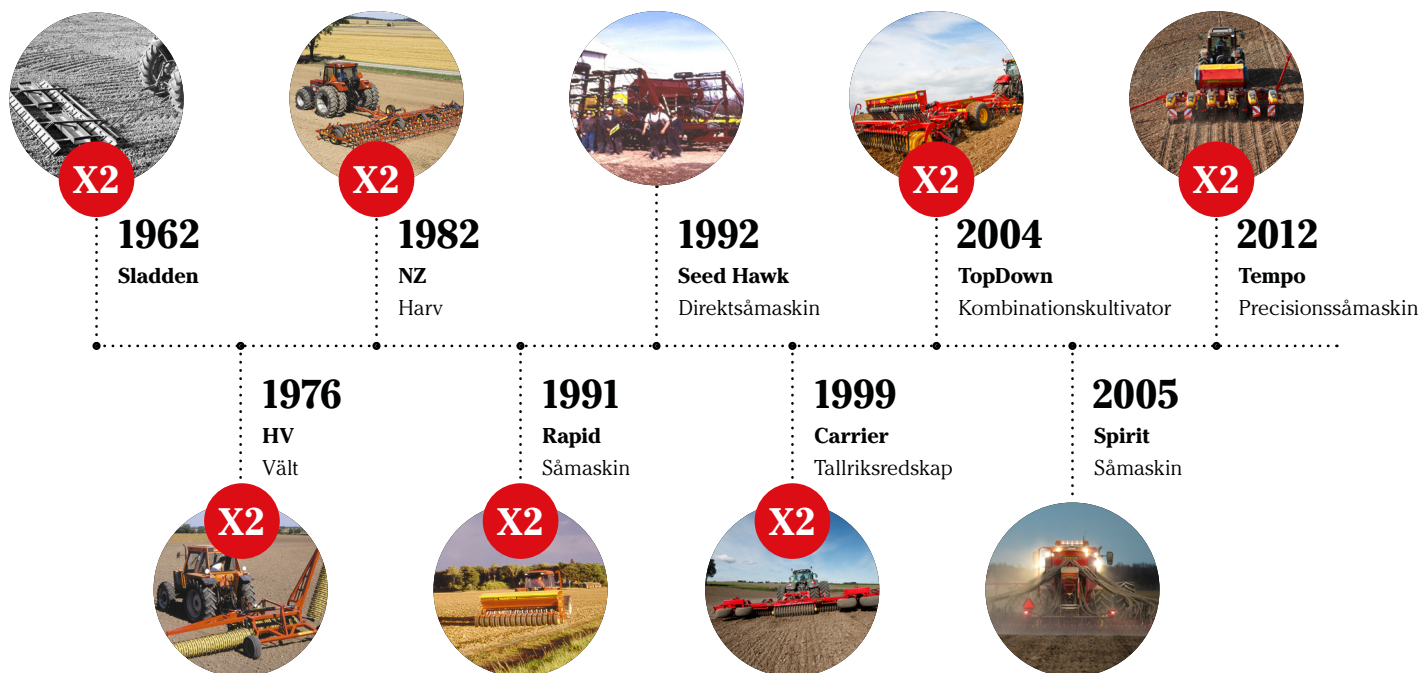 X2
1962
Sladden
X2
1982
NZ
Harv
1992
Seed Hawk
Direktsåmaskin
X2
2004
TopDown
Kombinationskultivator
X2
2012
Tempo
Precisionssåmaskin
1976
HV
Vält
X2
1991
Rapid
Såmaskin
X2
1999
Carrier
Tallriksredskap
X2
2005
Spirit
Såmaskin